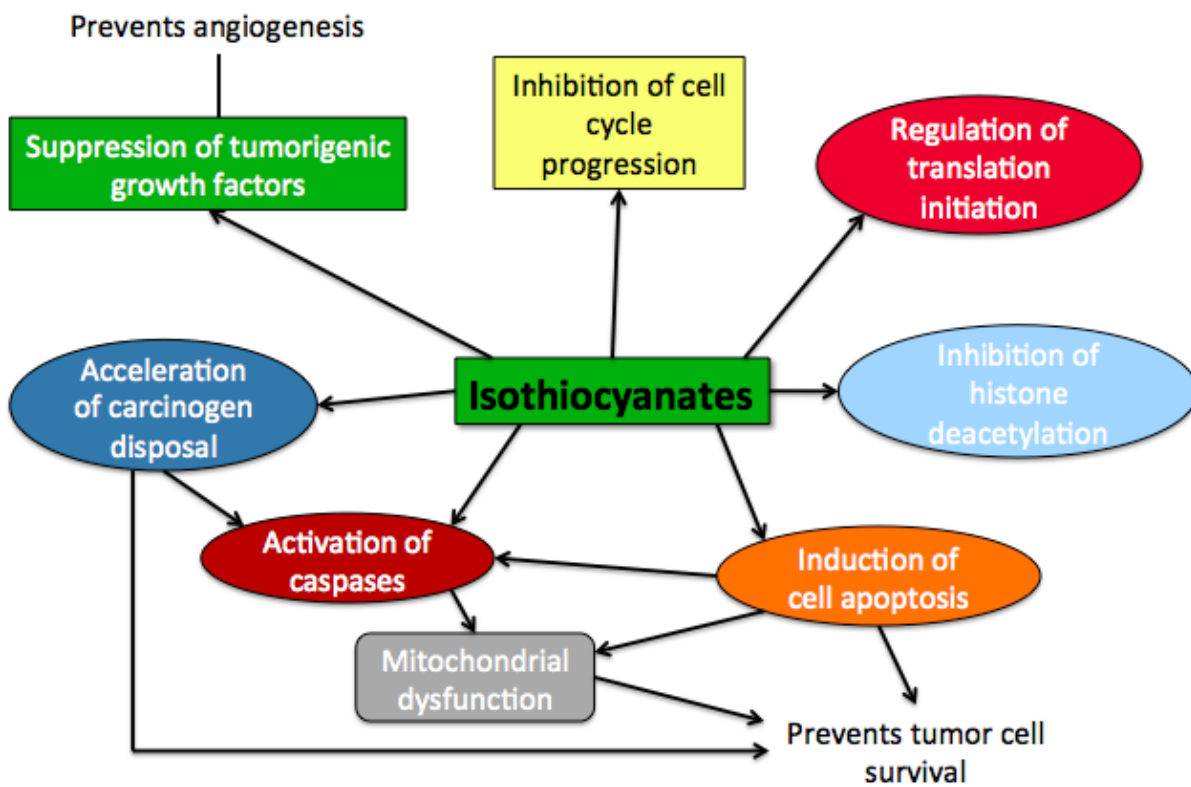 Prevents angiogenesis
Suppression of tumorigenic
growth factors
Inhibition of cell
cycle
progression
Regulation of
translation
initiation
Acceleration
of carcinogen
disposal
Isothiocyanates
Inhibition of
histone
deacetylation
Activation of
caspases
Induction of
cell apoptosis
Mitochondrial
dysfunction
Prevents tumor cell
survival